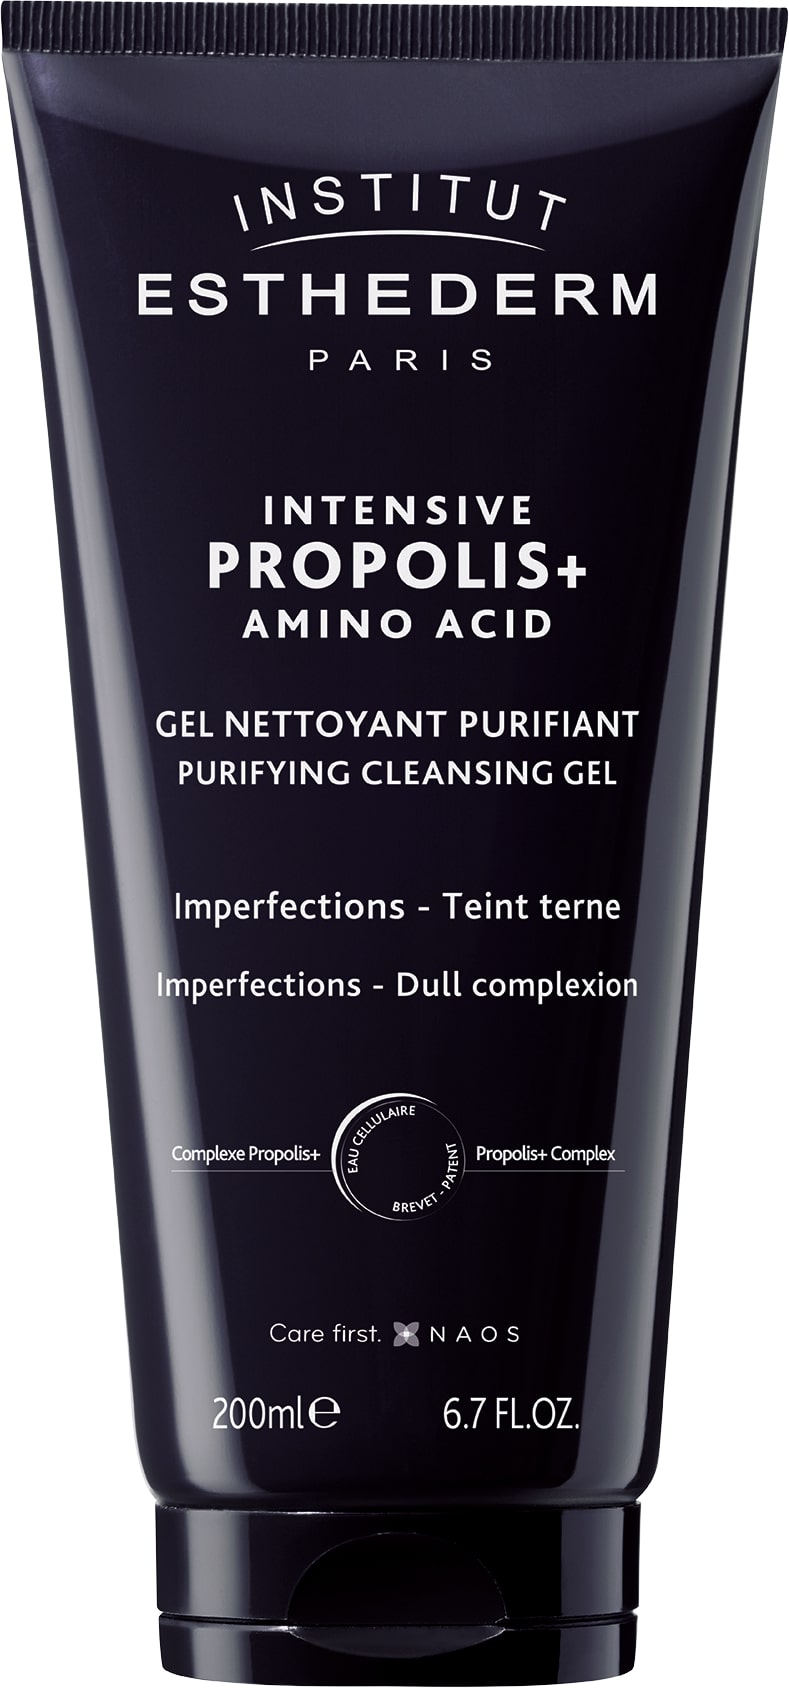 INSTITUT
ESTHEDERM
PARIS
INTENSIVE
PROPOLIS+
AMINO ACID
GEL NETTOYANT PURIFIANT
PURIFYING CLEANSING GEL
Imperfections - Teint terne
Imperfections - Dull complexion
Complexe Propolis+
EAU CELLULAIRE
BREVET - PATENT
Propolis+ Complex
Care first. NAOS
200ml℮ 6.7 FL.OZ.